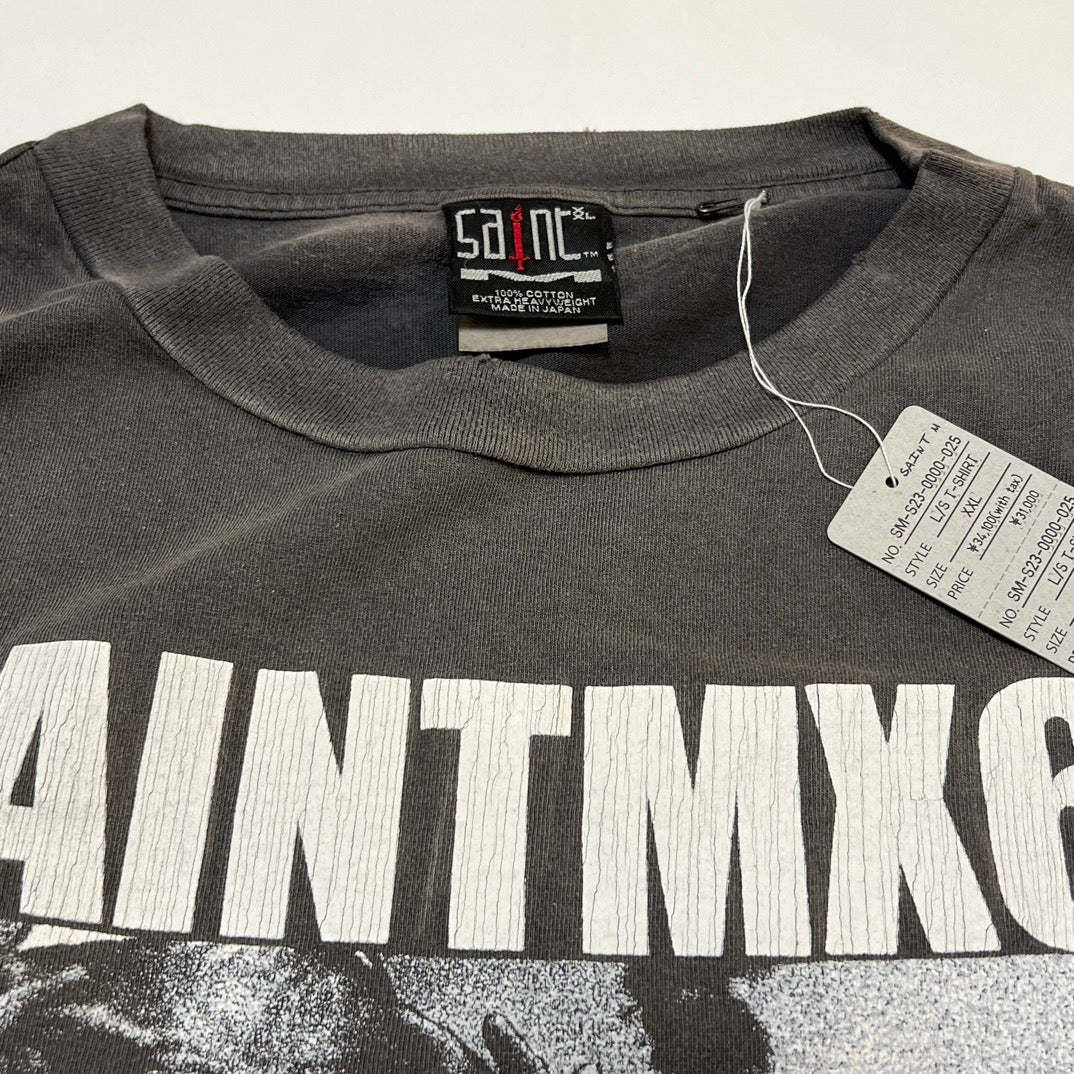 saint
XXL
TM
100% COTTON
EXTRA HEAVYWEIGHT
MADE IN JAPAN
SAINT M
NO. SM-S23-0000-025
STYLE L/S T-SHIRT
SIZE XXL
PRICE ¥34,100(with tax)
¥31,000
NO. SM-S23-0000-025
STYLE L/S T-S
SIZE
AINTMX6